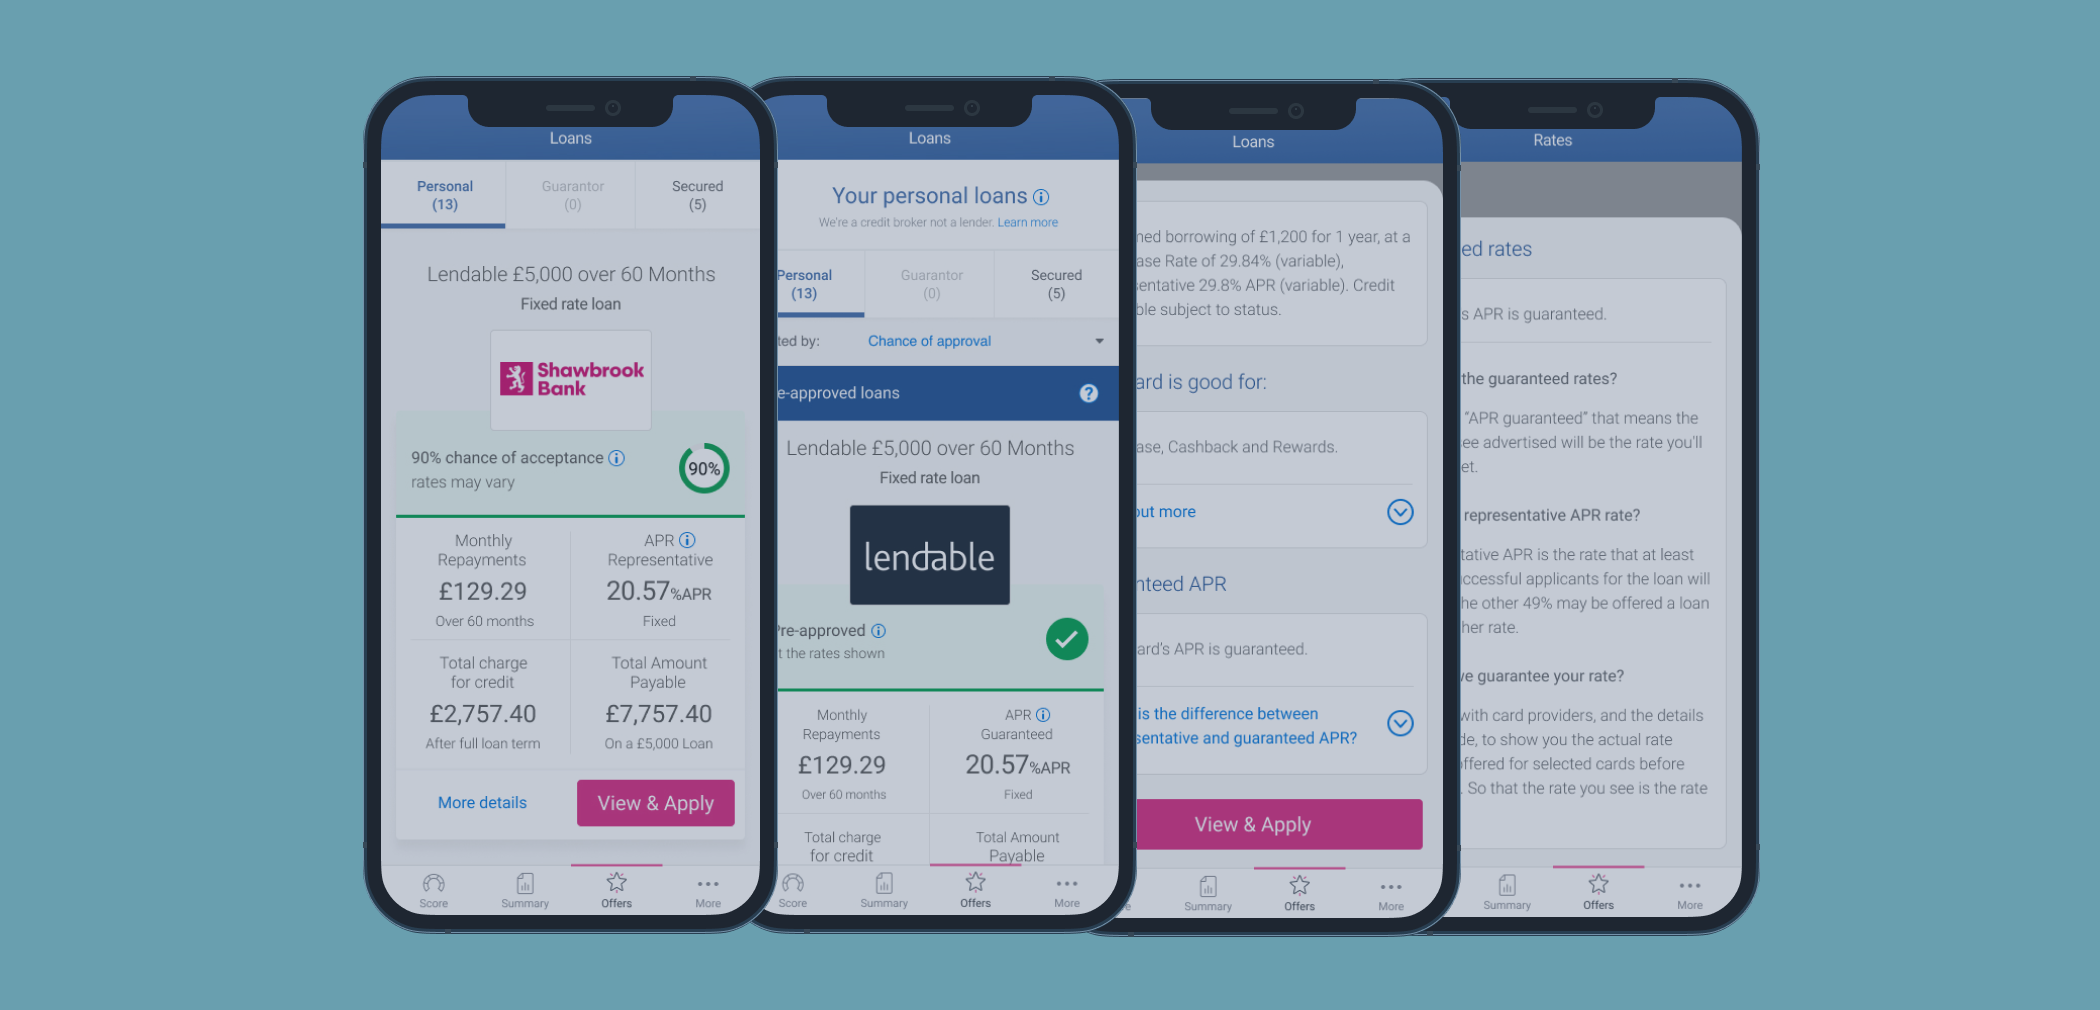 Loans
Personal
(13)
Guarantor
(0)
Secured
(5)
Lendable £5,000 over 60 Months
Fixed rate loan
Shawbrook
Bank
90% chance of acceptance
rates may vary
90%
Monthly
Repayments
£129.29
Over 60 months
APR
Representative
20.57%APR
Fixed
Total charge
for credit
£2,757.40
After full loan term
Total Amount
Payable
£7,757.40
On a £5,000 Loan
More details
View & Apply
Score
Summary
Offers
More
Loans
Your personal loans
We're a credit broker not a lender. Learn more
Personal
(13)
Guarantor
(0)
Secured
(5)
ted by:
Chance of approval
e-approved loans
Lendable £5,000 over 60 Months
Fixed rate loan
lendable
Pre-approved
t the rates shown
Monthly
Repayments
£129.29
Over 60 months
APR
Guaranteed
20.57%APR
Fixed
Total charge
for credit
Total Amount
Payable
Score
Summary
Offers
More
Loans
ned borrowing of £1,200 for 1 year, at a
ase Rate of 29.84% (variable),
sentative 29.8% APR (variable). Credit
ble subject to status.
ard is good for:
ase, Cashback and Rewards.
out more
nteed APR
ard's APR is guaranteed.
is the difference between
sentative and guaranteed APR?
View & Apply
re
Summary
Offers
More
Rates
ed rates
s APR is guaranteed.
the guaranteed rates?
"APR guaranteed" that means the
ee advertised will be the rate you'll
et.
representative APR rate?
tative APR is the rate that at least
ccessful applicants for the loan will
he other 49% may be offered a loan
her rate.
ve guarantee your rate?
with card providers, and the details
de, to show you the actual rate
offered for selected cards before
. So that the rate you see is the rate
Summary
Offers
More